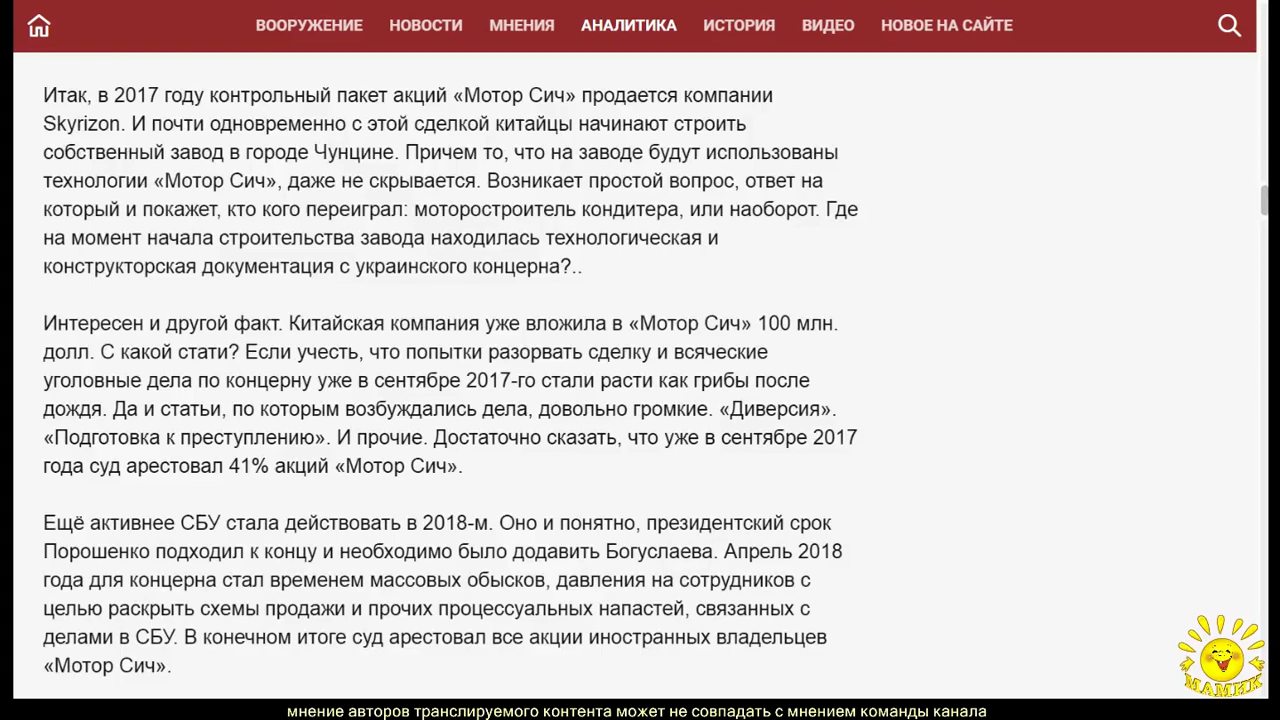 ВООРУЖЕНИЕ НОВОСТИ МНЕНИЯ АНАЛИТИКА ИСТОРИЯ ВИДЕО НОВОЕ НА САЙТЕ
Итак, в 2017 году контрольный пакет акций «Мотор Сич» продается компании
Skyrizon. И почти одновременно с этой сделкой китайцы начинают строить
собственный завод в городе Чунцине. Причем то, что на заводе будут использованы
технологии «Мотор Сич», даже не скрывается. Возникает простой вопрос, ответ на
который и покажет, кто кого переиграл: моторостроитель кондитера, или наоборот. Где
на момент начала строительства завода находилась технологическая и
конструкторская документация с украинского концерна?..
Интересен и другой факт. Китайская компания уже вложила в «Мотор Сич» 100 млн.
долл. С какой стати? Если учесть, что попытки разорвать сделку и всяческие
уголовные дела по концерну уже в сентябре 2017-го стали расти как грибы после
дождя. Да и статьи, по которым возбуждались дела, довольно громкие. «Диверсия».
«Подготовка к преступлению». И прочие. Достаточно сказать, что уже в сентябре 2017
года суд арестовал 41% акций «Мотор Сич».
Ещё активнее СБУ стала действовать в 2018-м. Оно и понятно, президентский срок
Порошенко подходил к концу и необходимо было додавить Богуслаева. Апрель 2018
года для концерна стал временем массовых обысков, давления на сотрудников с
целью раскрыть схемы продажи и прочих процессуальных напастей, связанных с
делами в СБУ. В конечном итоге суд арестовал все акции иностранных владельцев
«Мотор Сич».
МАМИК
мнение авторов транслируемого контента может не совпадать с мнением команды канала